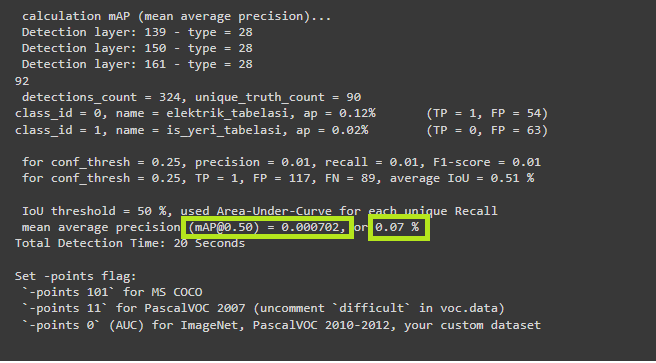 calculation mAP (mean average precision)...
Detection layer: 139 - type = 28
Detection layer: 150 - type = 28
Detection layer: 161 - type = 28
92
detections_count = 324, unique_truth_count = 90
class_id = 0, name = elektrik_tabelasi, ap = 0.12% (TP = 1, FP = 54)
class_id = 1, name = is_yeri_tabelasi, ap = 0.02% (TP = 0, FP = 63)
for conf_thresh = 0.25, precision = 0.01, recall = 0.01, F1-score = 0.01
for conf_thresh = 0.25, TP = 1, FP = 117, FN = 89, average IoU = 0.51 %
IoU threshold = 50 %, used Area-Under-Curve for each unique Recall
mean average precision (mAP@0.50) = 0.000702, or 0.07 %
Total Detection Time: 20 Seconds
Set -points flag:
`-points 101` for MS COCO
`-points 11` for PascalVOC 2007 (uncomment `difficult` in voc.data)
`-points 0` (AUC) for ImageNet, PascalVOC 2010-2012, your custom dataset